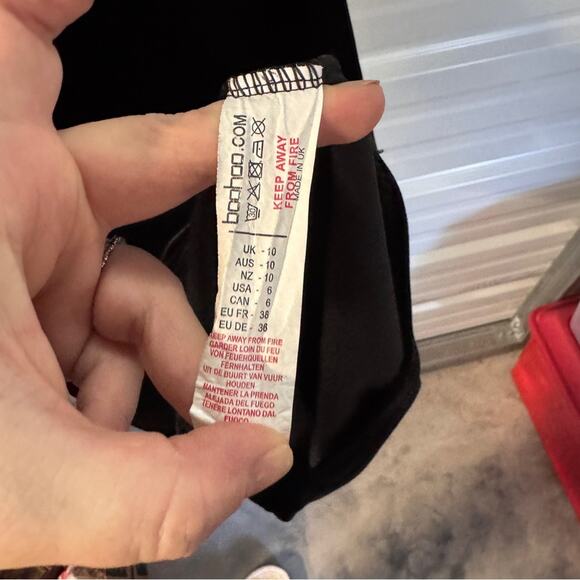 boohoo.COM
KEEP AWAY
FROM FIRE
MADE IN UK
UK - 10
AUS - 10
NZ - 10
USA - 6
CAN - 6
EU FR - 38
EU DE - 36
KEEP AWAY FROM FIRE
GARDER LOIN DU FEU
VON FEUERQUELLEN
FERNHALTEN
UIT DE BUURT VAN VUUR
HOUDEN
MANTENER LA PRENDA
ALEJADA DEL FUEGO
TENERE LONTANO DAL
FUOCO